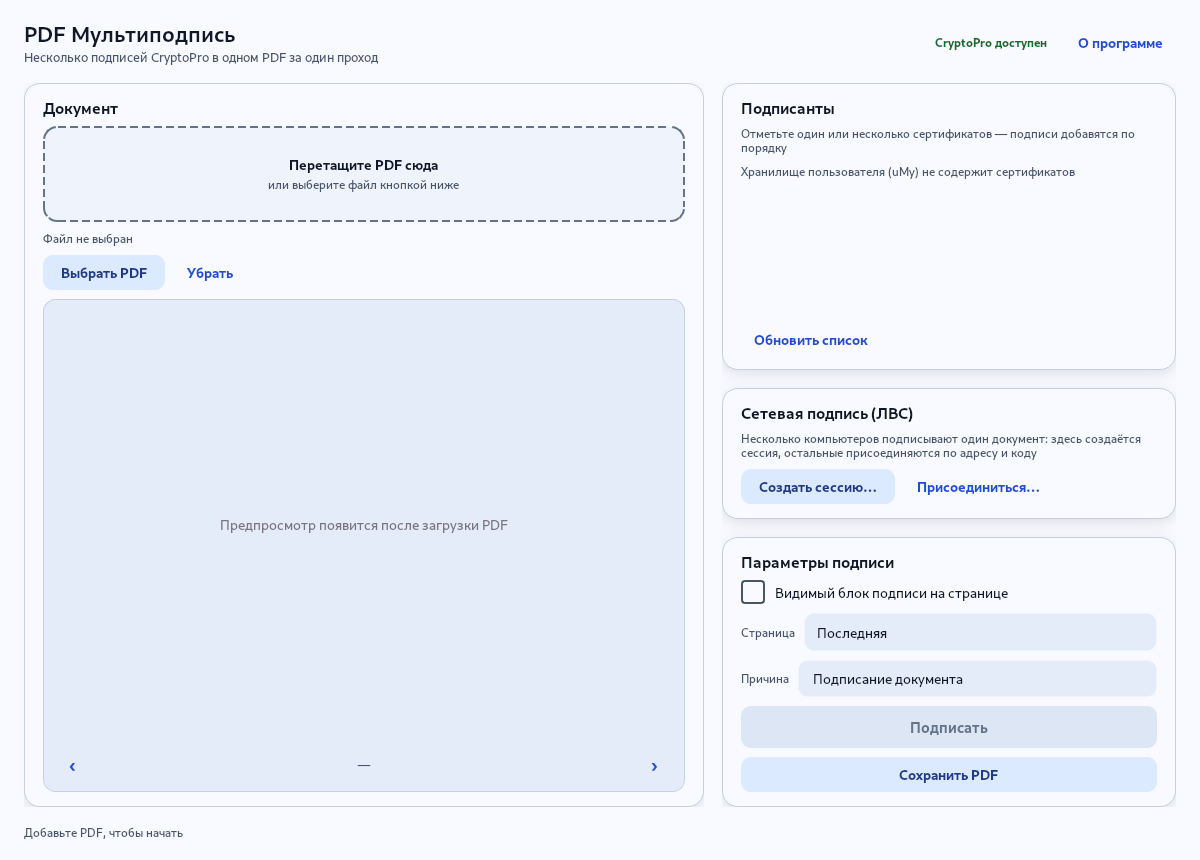 PDF Мультиподпись
Несколько подписей CryptoPro в одном PDF за один проход
CryptoPro доступен
О программе
Документ
Перетащите PDF сюда
или выберите файл кнопкой ниже
Файл не выбран
Выбрать PDF
Убрать
Предпросмотр появится после загрузки PDF
‹ — ›
Подписанты
Отметьте один или несколько сертификатов — подписи добавятся по
порядку
Хранилище пользователя (uMy) не содержит сертификатов
Обновить список
Сетевая подпись (ЛВС)
Несколько компьютеров подписывают один документ: здесь создаётся
сессия, остальные присоединяются по адресу и коду
Создать сессию...
Присоединиться...
Параметры подписи
Видимый блок подписи на странице
Страница
Последняя
Причина
Подписание документа
Подписать
Сохранить PDF
Добавьте PDF, чтобы начать